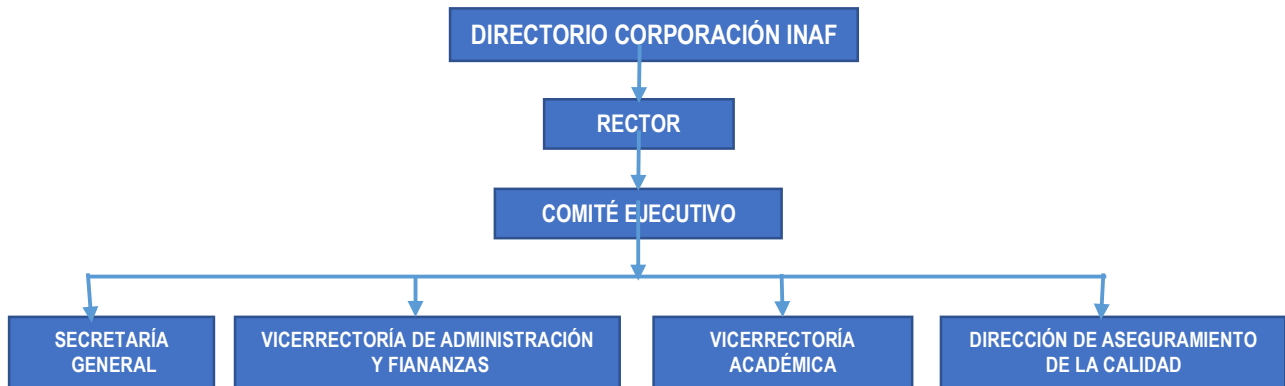 DIRECTORIO CORPORACIÓN INAF
RECTOR
COMITÉ EJECUTIVO
SECRETARÍA
GENERAL
VICERRECTORÍA DE ADMINISTRACIÓN
Y FIANANZAS
VICERRECTORÍA
ACADÉMICA
DIRECCIÓN DE ASEGURAMIENTO
DE LA CALIDAD